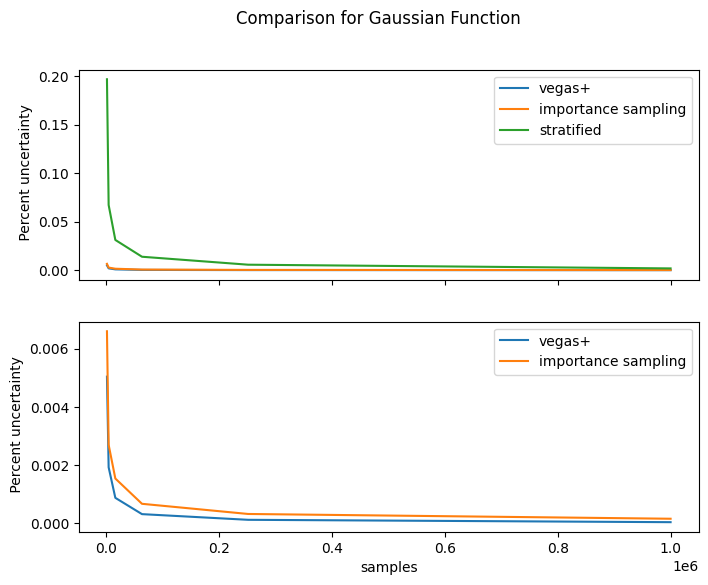 Comparison for Gaussian Function
Percent uncertainty
0.20
0.15
0.10
0.05
0.00
vegas+
importance sampling
stratified
Percent uncertainty
0.006
0.004
0.002
0.000
vegas+
importance sampling
0.0 0.2 0.4 0.6 0.8 1.0
1e6
samples